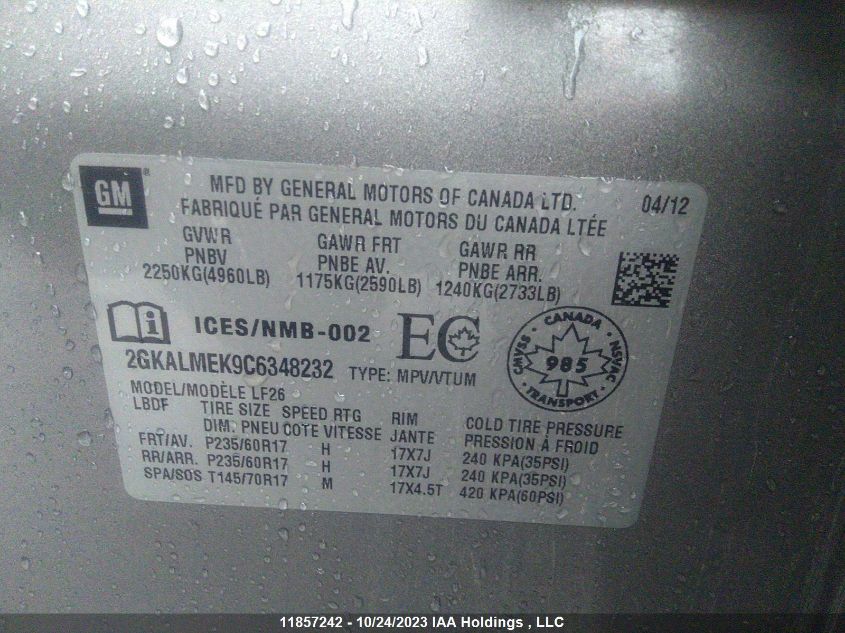 GM
MFD BY GENERAL MOTORS OF CANADA LTD. 04/12
FABRIQUÉ PAR GENERAL MOTORS DU CANADA LTÉE
GVWR GAWR FRT GAWR RR
PNBV PNBE AV. PNBE ARR.
2250KG(4960LB) 1175KG(2590LB) 1240KG(2733LB)
i ICES/NMB-002 EC CANADA CMVSS 985 NSVAC TRANSPORT
2GKALMEK9C6348232 TYPE: MPV/VTUM
MODEL/MODÈLE LF26
LBDF TIRE SIZE SPEED RTG RIM COLD TIRE PRESSURE
DIM. PNEU COTE VITESSE JANTE PRESSION À FROID
FRT/AV. P235/60R17 H 17X7J 240 KPA(35PSI)
RR/ARR. P235/60R17 H 17X7J 240 KPA(35PSI)
SPA/SOS T145/70R17 M 17X4.5T 420 KPA(60PSI)
11857242 - 10/24/2023 IAA Holdings , LLC